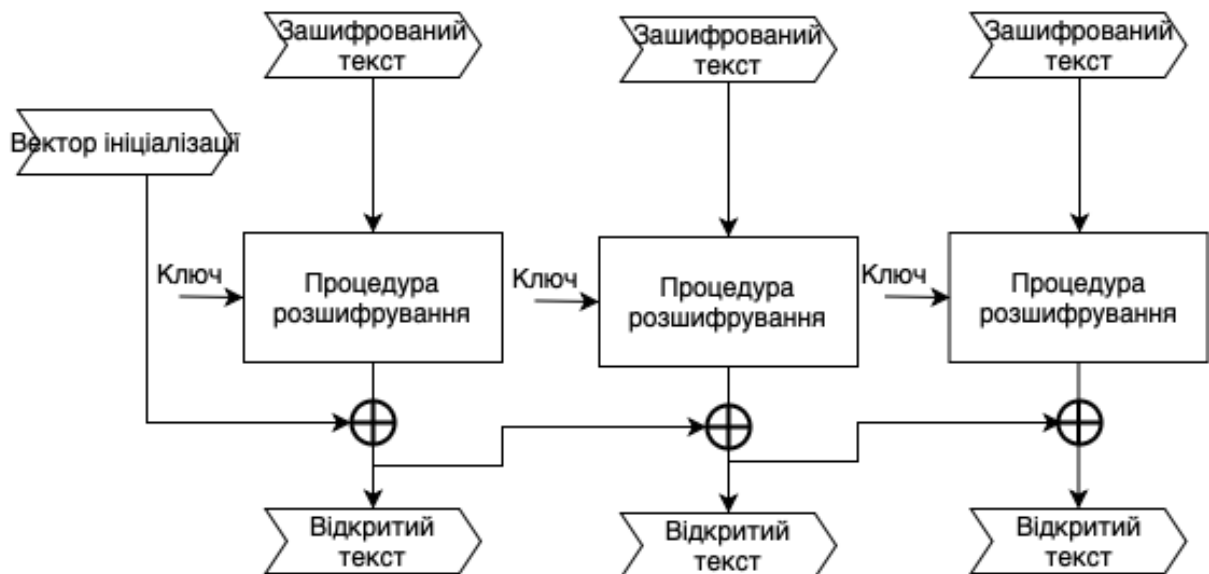 Зашифрований
текст
Зашифрований
текст
Зашифрований
текст
Вектор ініціалізації
Ключ
Процедура
розшифрування
Ключ
Процедура
розшифрування
Ключ
Процедура
розшифрування
Відкритий
текст
Відкритий
текст
Відкритий
текст